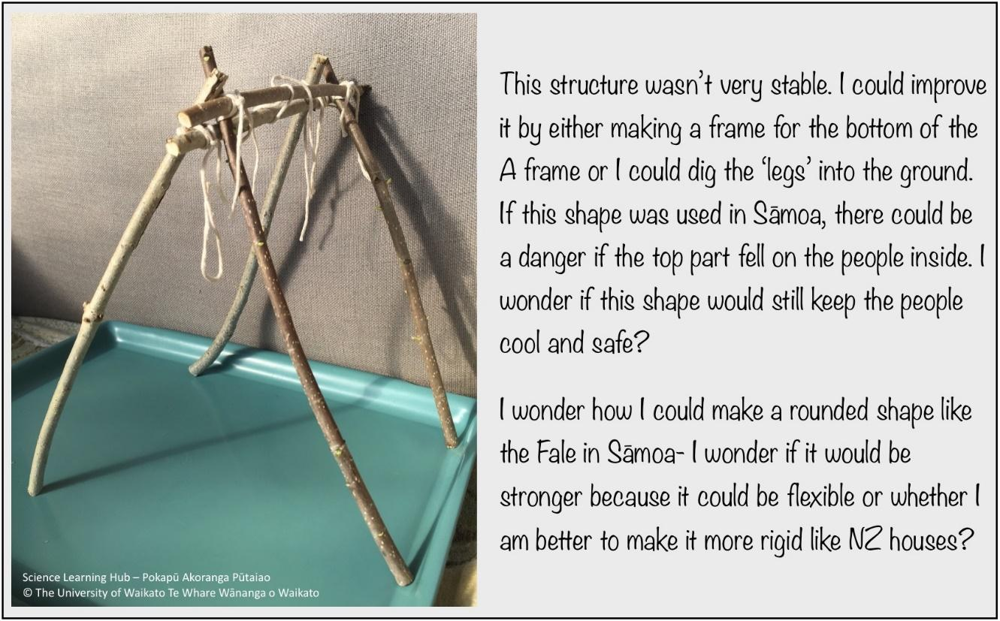 This structure wasn't very stable. I could improve
it by either making a frame for the bottom of the
A frame or I could dig the 'legs' into the ground.
If this shape was used in Sāmoa, there could be
a danger if the top part fell on the people inside. I
wonder if this shape would still keep the people
cool and safe?
I wonder how I could make a rounded shape like
the Fale in Sāmoa- I wonder if it would be
stronger because it could be flexible or whether I
am better to make it more rigid like NZ houses?
Science Learning Hub – Pokapū Akoranga Pūtaiao
© The University of Waikato Te Whare Wānanga o Waikato